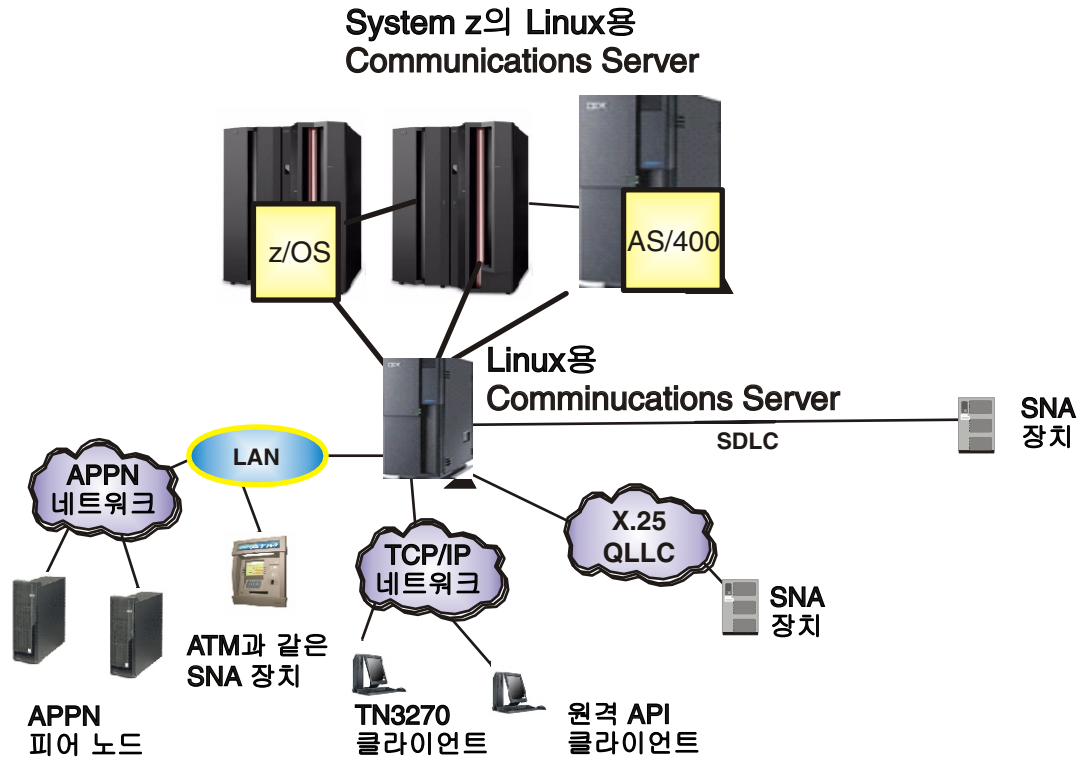 System z의 Linux용
Communications Server
z/OS
AS/400
Linux용
Comminucations Server
SDLC
SNA
장치
LAN
APPN
네트워크
X.25
QLLC
TCP/IP
네트워크
SNA
장치
ATM과 같은
SNA 장치
APPN
피어 노드
TN3270
클라이언트
원격 API
클라이언트